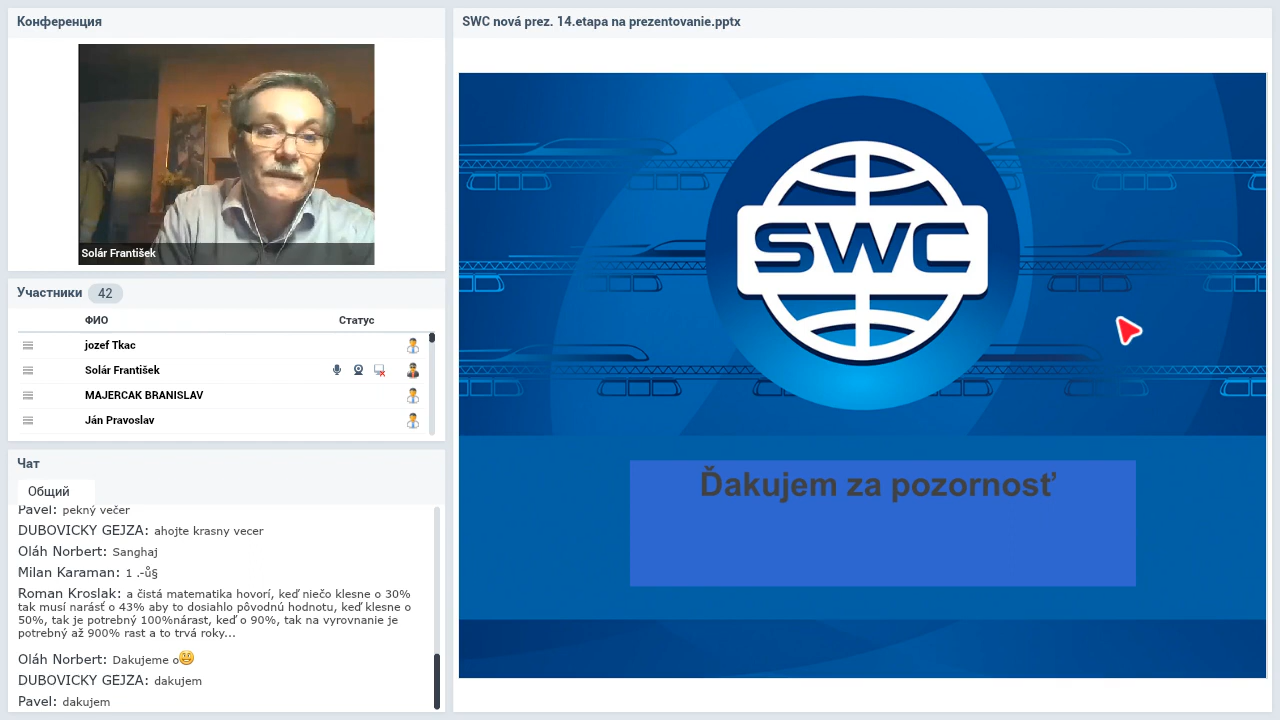 Конференция
Solár František
Участники 42
ФИО Статус
jozef Tkac
Solár František
MAJERCAK BRANISLAV
Ján Pravoslav
Чат
Общий
Pavel: pekný večer
DUBOVICKY GEJZA: ahojte krasny vecer
Oláh Norbert: Sanghaj
Milan Karaman: 1 .-ů§
Roman Kroslak: a čistá matematika hovorí, keď niečo klesne o 30%
tak musí narásť o 43% aby to dosiahlo pôvodnú hodnotu, keď klesne o
50%, tak je potrebný 100%nárast, keď o 90%, tak na vyrovnanie je
potrebný až 900% rast a to trvá roky...
Oláh Norbert: Dakujeme o
DUBOVICKY GEJZA: dakujem
Pavel: dakujem
SWC nová prez. 14.etapa na prezentovanie.pptx
SWC
Ďakujem za pozornosť